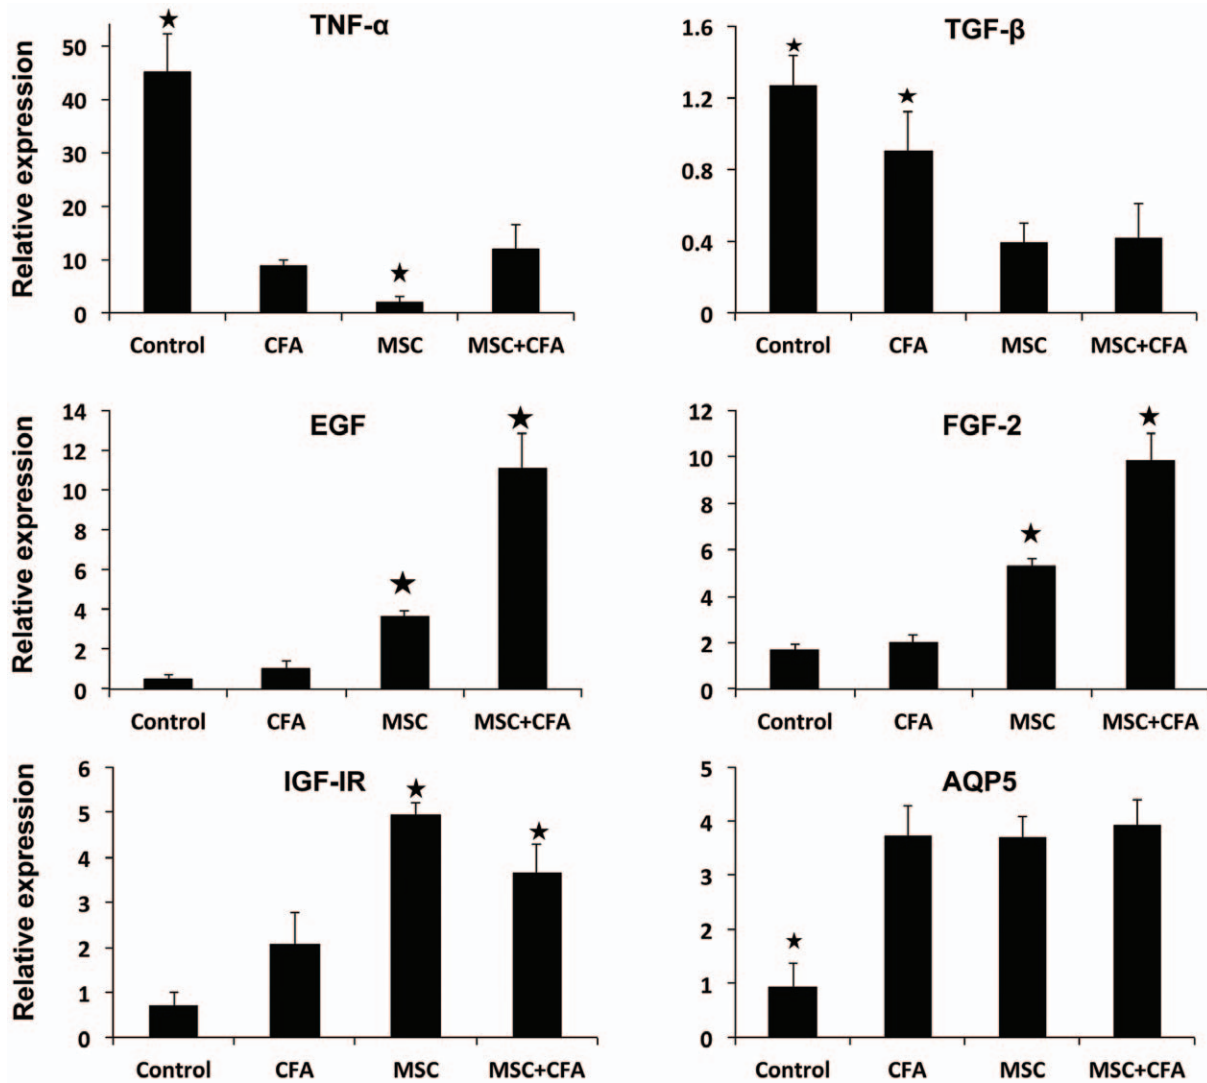 TNF-α
Relative expression
50
40
30
20
10
0
Control CFA MSC MSC+CFA
TGF-β
1.6
1.2
0.8
0.4
0
Control CFA MSC MSC+CFA
EGF
Relative expression
14
12
10
8
6
4
2
0
Control CFA MSC MSC+CFA
FGF-2
12
10
8
6
4
2
0
Control CFA MSC MSC+CFA
IGF-IR
Relative expression
6
5
4
3
2
1
0
Control CFA MSC MSC+CFA
AQP5
5
4
3
2
1
0
Control CFA MSC MSC+CFA